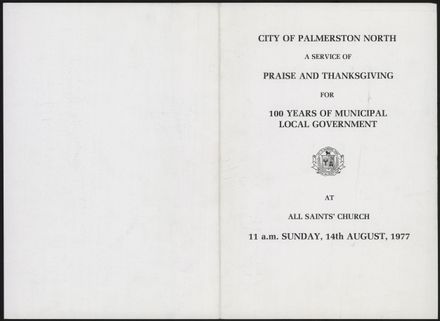 CITY OF PALMERSTON NORTH
A SERVICE OF
PRAISE AND THANKSGIVING
FOR
100 YEARS OF MUNICIPAL
LOCAL GOVERNMENT
AT
ALL SAINTS' CHURCH
11 a.m. SUNDAY, 14th AUGUST, 1977